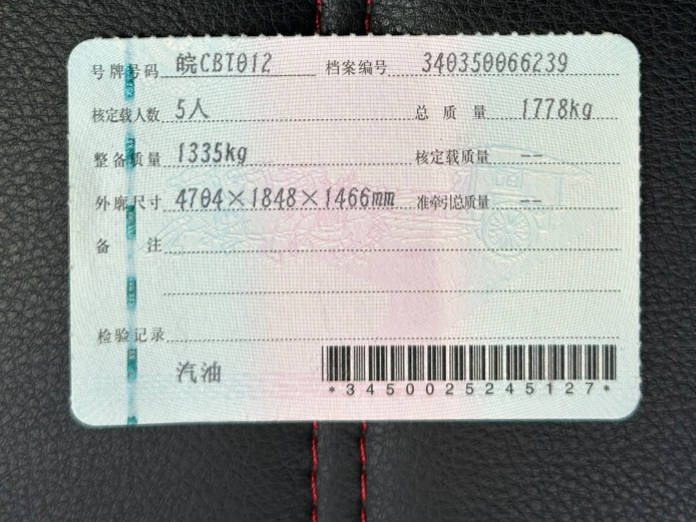 号牌号码 皖CBT012 档案编号 340350066239
核定载人数 5人 总质量 1778kg
整备质量 1335kg 核定载质量 --
外廓尺寸 4704×1848×1466mm 准牵引总质量 --
备注
检验记录
汽油
*3450025245127*